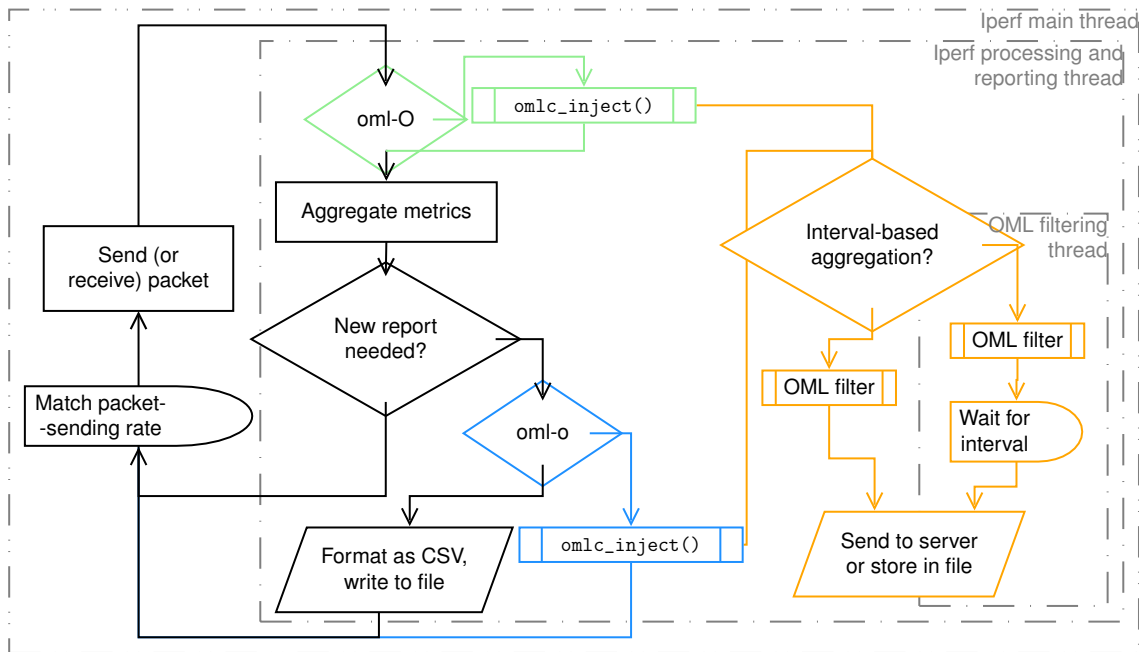 Iperf main thread
Iperf processing and
reporting thread
omlc_inject()
oml-O
Aggregate metrics
Send (or
receive) packet
Interval-based
aggregation?
OML filtering
thread
New report
needed?
OML filter
OML filter
Match packet-
-sending rate
oml-o
Wait for
interval
Format as CSV,
write to file
omlc_inject()
Send to server
or store in file